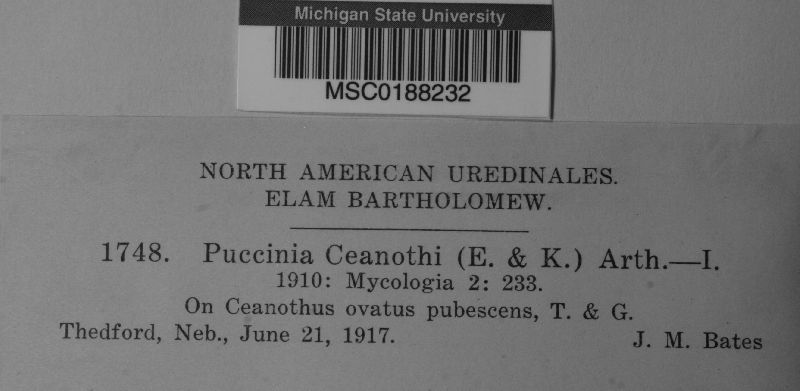 Michigan State University
MSC0188232
NORTH AMERICAN UREDINALES.
ELAM BARTHOLOMEW.
1748. Puccinia Ceanothi (E. & K.) Arth.—I.
1910: Mycologia 2: 233.
On Ceanothus ovatus pubescens, T. & G.
Thedford, Neb., June 21, 1917. J. M. Bates